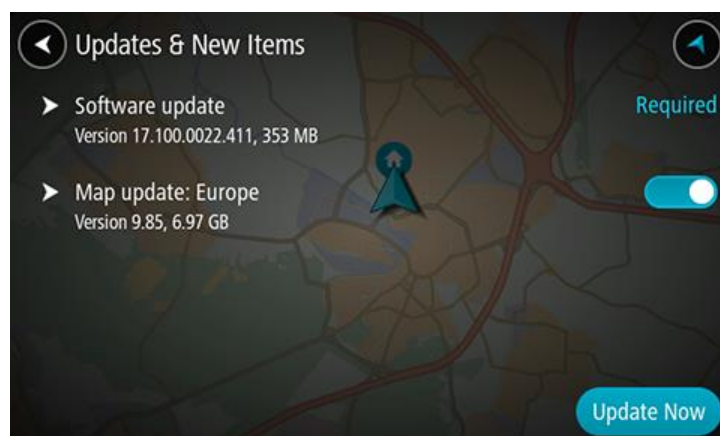 Updates & New Items
Software update
Required
Version 17.100.0022.411, 353 MB
Map update: Europe
Version 9.85, 6.97 GB
Update Now